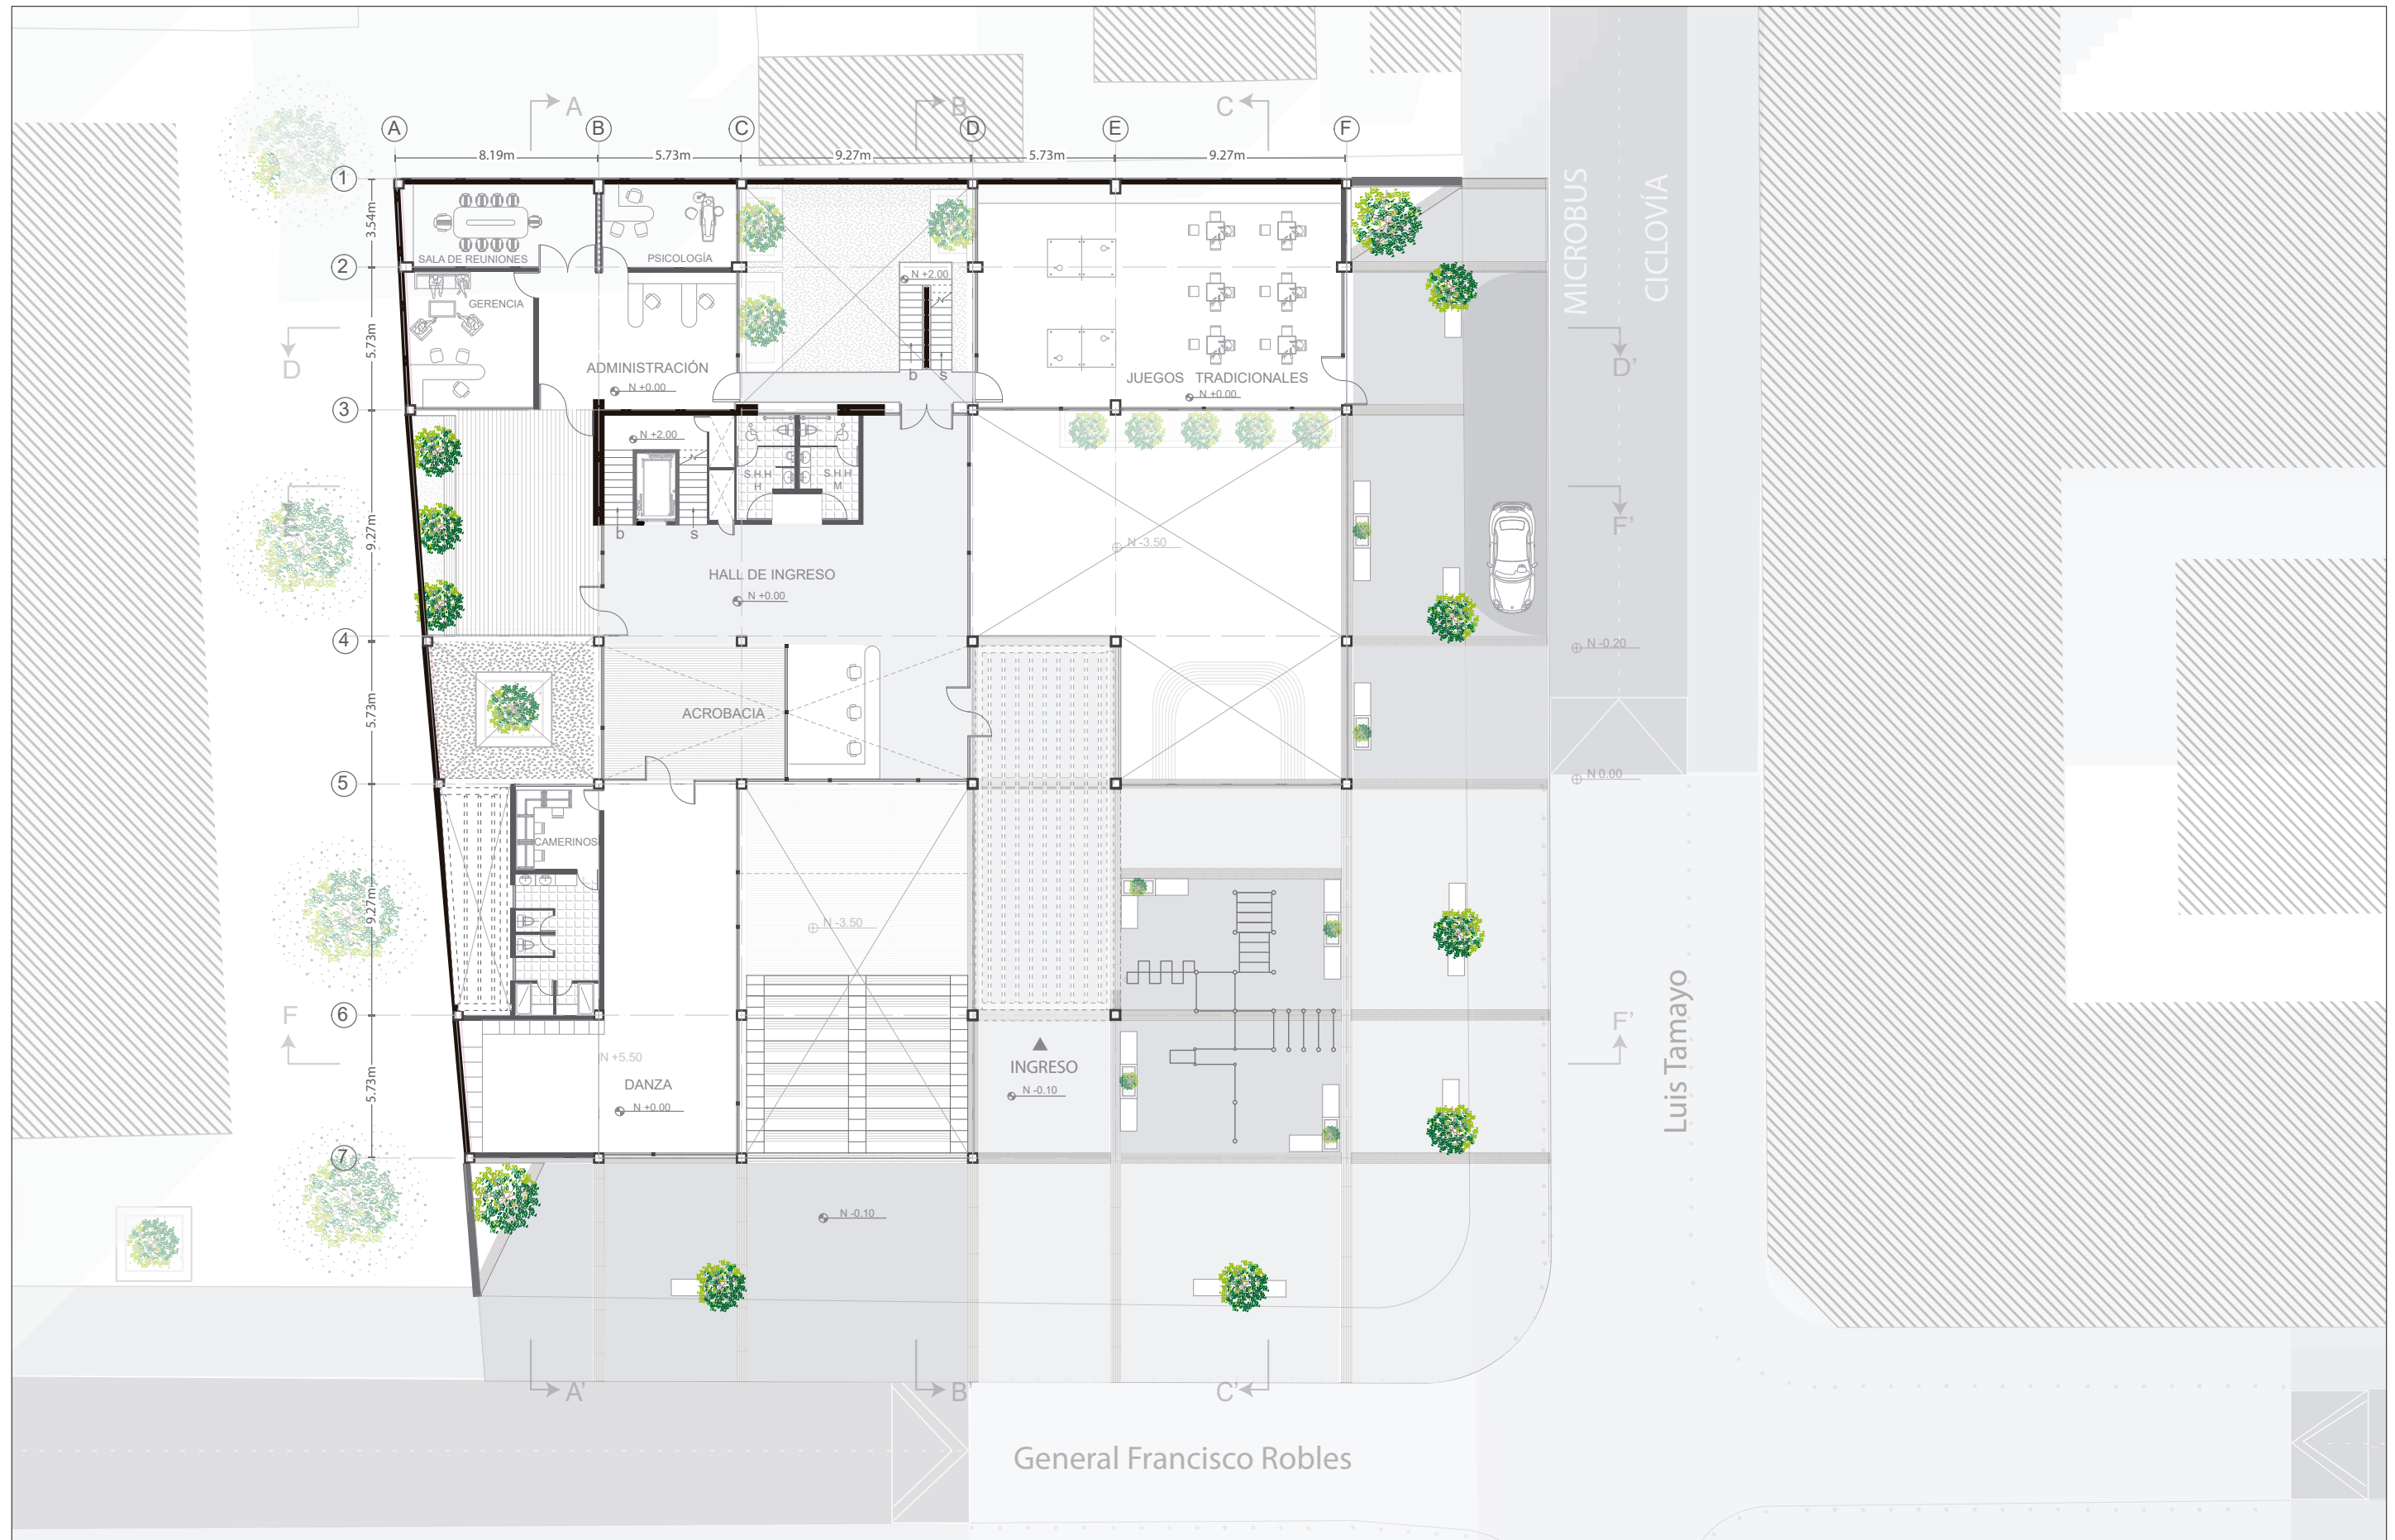 A B C
A B C D E F
8.19m 5.73m 9.27m 5.73m 9.27m
1
2
3
4
5
6
7
3.54m
5.73m
9.27m
5.73m
9.27m
5.73m
MICROBUS
CICLOVÍA
SALA DE REUNIONES
PSICOLOGÍA
GERENCIA
N +2.00
ADMINISTRACIÓN
N +0.00
b s
JUEGOS TRADICIONALES
N +0.00
D
D'
N +2.00
S.H.H
H
S.H.H
M
b s
F'
N -3.50
HALL DE INGRESO
N +0.00
N -0.20
ACROBACIA
N 0.00
CAMERINOS
N -3.50
F
F'
Luis Tamayo
N +5.50
DANZA
N +0.00
INGRESO
N -0.10
N -0.10
A' B' C'
General Francisco Robles